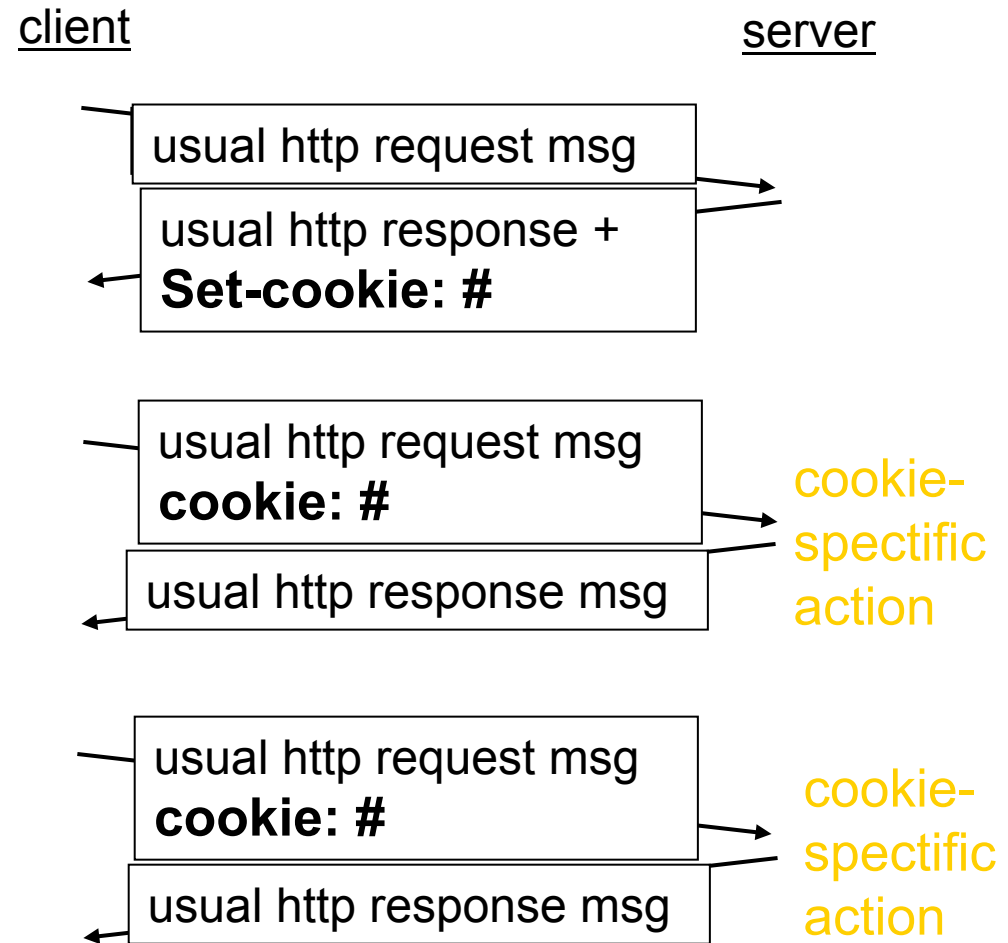 client
server
usual http request msg
usual http response +
Set-cookie: #
usual http request msg
cookie: #
cookie-
spectific
action
usual http response msg
usual http request msg
cookie: #
cookie-
spectific
action
usual http response msg